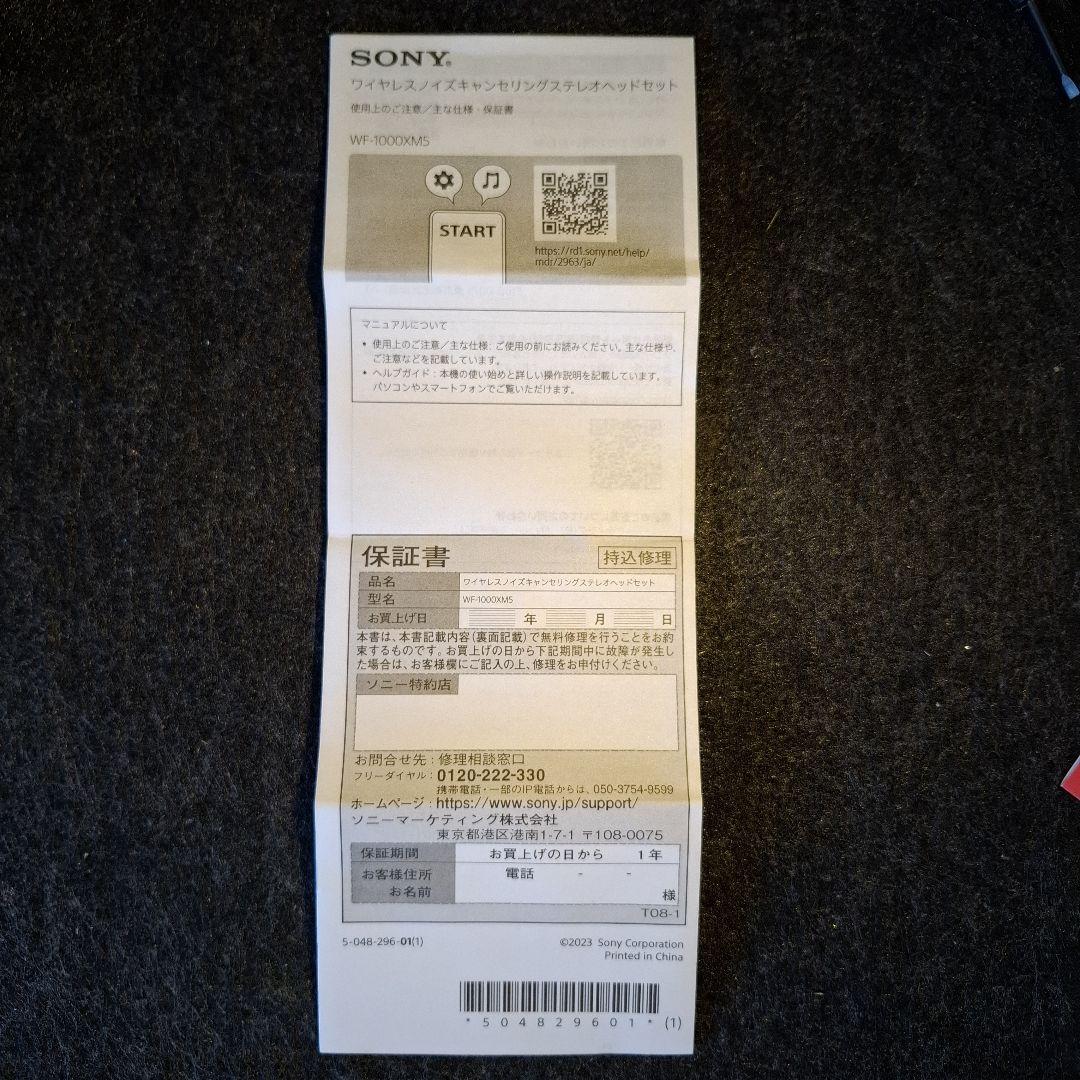 SONY®
ワイヤレスノイズキャンセリングステレオヘッドセット
使用上のご注意／主な仕様・保証書
WF-1000XM5
START
https://rd1.sony.net/help/
mdr/2963/ja/
マニュアルについて
• 使用上のご注意／主な仕様：ご使用の前にお読みください。主な仕様や、
ご注意などを記載しています。
• ヘルプガイド：本機の使い始めと詳しい操作説明を記載しています。
パソコンやスマートフォンでご覧いただけます。
保証書 持込修理
品名 ワイヤレスノイズキャンセリングステレオヘッドセット
型名 WF-1000XM5
お買上げ日 年 月 日
本書は、本書記載内容（裏面記載）で無料修理を行うことをお約
束するものです。お買上げの日から下記期間中に故障が発生し
た場合は、お客様欄にご記入の上、修理をお申付けください。
ソニー特約店
お問合せ先：修理相談窓口
フリーダイヤル：0120-222-330
携帯電話・一部のIP電話からは、050-3754-9599
ホームページ：https://www.sony.jp/support/
ソニーマーケティング株式会社
東京都港区港南1-7-1 〒108-0075
保証期間 お買上げの日から 1年
お客様住所 電話 - -
お名前 様
T08-1
5-048-296-01(1) ©2023 Sony Corporation
Printed in China
*504829601* (1)